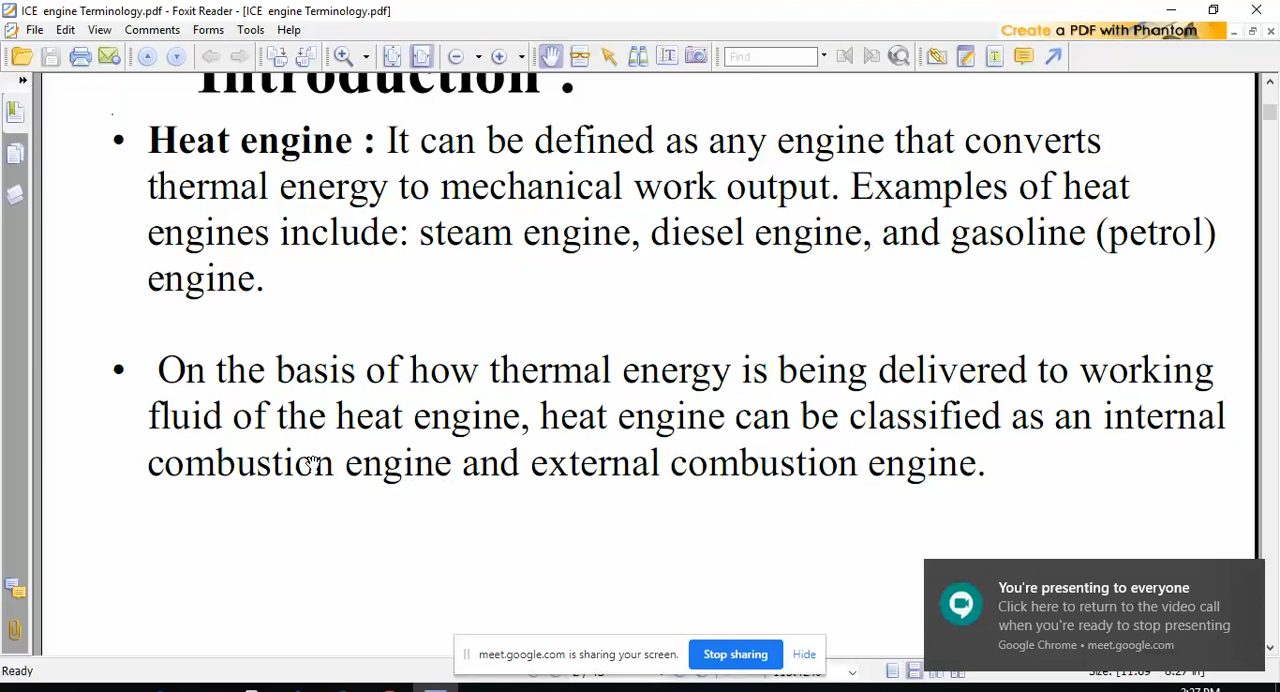 ICE engine Terminology.pdf - Foxit Reader - [ICE engine Terminology.pdf]
File Edit View Comments Forms Tools Help
Create a PDF with Phantom
Find
Introduction :
• Heat engine : It can be defined as any engine that converts
thermal energy to mechanical work output. Examples of heat
engines include: steam engine, diesel engine, and gasoline (petrol)
engine.
• On the basis of how thermal energy is being delivered to working
fluid of the heat engine, heat engine can be classified as an internal
combustion engine and external combustion engine.
You're presenting to everyone
Click here to return to the video call
when you're ready to stop presenting
Google Chrome • meet.google.com
meet.google.com is sharing your screen.
Stop sharing
Hide
Ready
2:27 PM